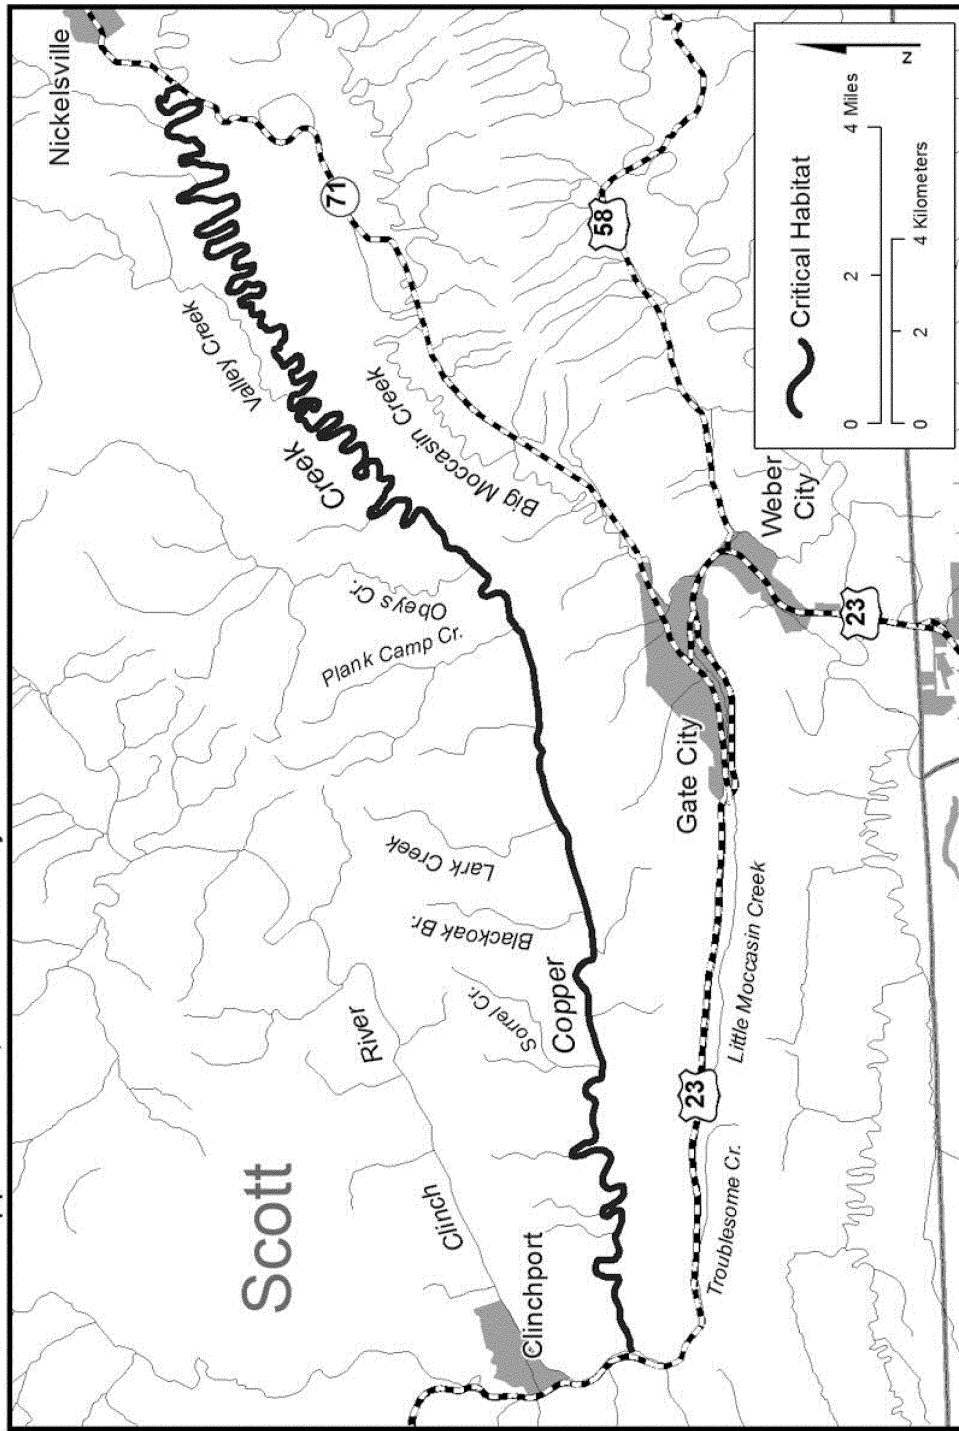 Nickelsville
71
58
Valley Creek
Creek
Big Moccasin Creek
Obeys Cr.
Plank Camp Cr.
Weber
City
23
Gate City
Lark Creek
Blackoak Br.
Copper
Sorrel Cr.
River
Little Moccasin Creek
23
Scott
Clinch
Clinchport
Troublesome Cr.
Critical Habitat
0 2 4 Miles
0 2 4 Kilometers
N